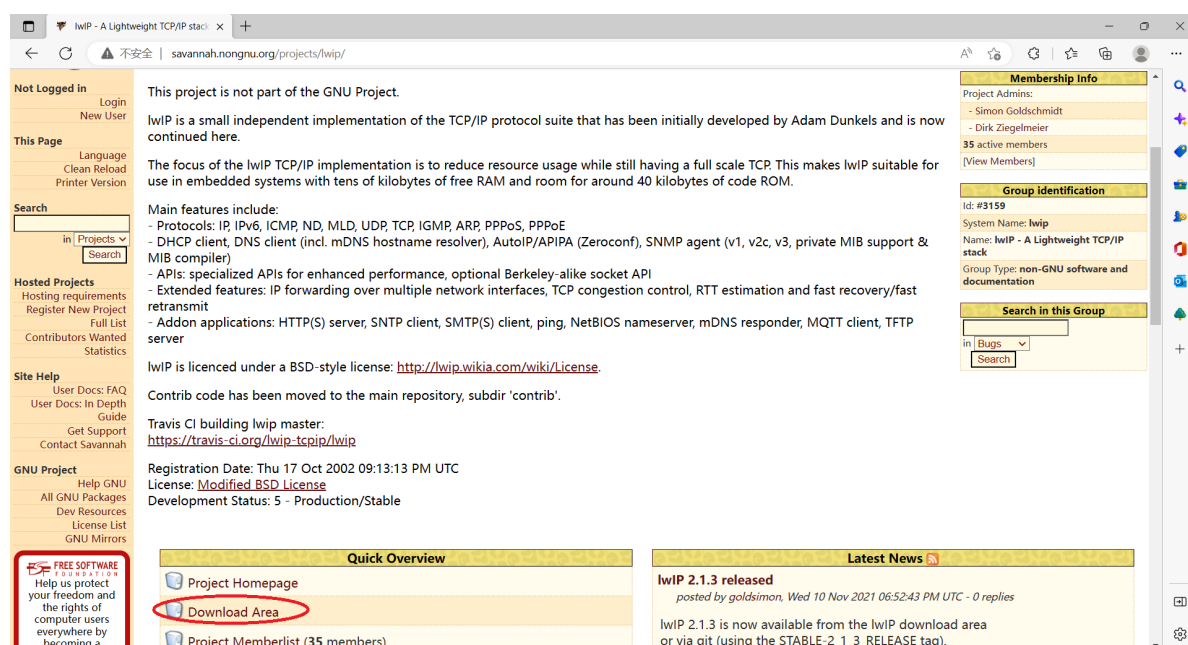 lwIP - A Lightweight TCP/IP stack
不安全 | savannah.nongnu.org/projects/lwip/
Not Logged in
Login
New User
This Page
Language
Clean Reload
Printer Version
Search
in Projects
Search
Hosted Projects
Hosting requirements
Register New Project
Full List
Contributors Wanted
Statistics
Site Help
User Docs: FAQ
User Docs: In Depth
Guide
Get Support
Contact Savannah
GNU Project
Help GNU
All GNU Packages
Dev Resources
License List
GNU Mirrors
FREE SOFTWARE
FOUNDATION
Help us protect
your freedom and
the rights of
computer users
everywhere by
becoming a
This project is not part of the GNU Project.
lwIP is a small independent implementation of the TCP/IP protocol suite that has been initially developed by Adam Dunkels and is now
continued here.
The focus of the lwIP TCP/IP implementation is to reduce resource usage while still having a full scale TCP. This makes lwIP suitable for
use in embedded systems with tens of kilobytes of free RAM and room for around 40 kilobytes of code ROM.
Main features include:
- Protocols: IP, IPv6, ICMP, ND, MLD, UDP, TCP, IGMP, ARP, PPPoS, PPPoE
- DHCP client, DNS client (incl. mDNS hostname resolver), AutoIP/APIPA (Zeroconf), SNMP agent (v1, v2c, v3, private MIB support &
MIB compiler)
- APIs: specialized APIs for enhanced performance, optional Berkeley-alike socket API
- Extended features: IP forwarding over multiple network interfaces, TCP congestion control, RTT estimation and fast recovery/fast
retransmit
- Addon applications: HTTP(S) server, SNTP client, SMTP(S) client, ping, NetBIOS nameserver, mDNS responder, MQTT client, TFTP
server
lwIP is licenced under a BSD-style license: http://lwip.wikia.com/wiki/License.
Contrib code has been moved to the main repository, subdir 'contrib'.
Travis CI building lwip master:
https://travis-ci.org/lwip-tcpip/lwip
Registration Date: Thu 17 Oct 2002 09:13:13 PM UTC
License: Modified BSD License
Development Status: 5 - Production/Stable
Quick Overview
Project Homepage
Download Area
Project Memberlist (35 members)
Latest News
lwIP 2.1.3 released
posted by goldsimon, Wed 10 Nov 2021 06:52:43 PM UTC - 0 replies
lwIP 2.1.3 is now available from the lwIP download area
or via git (using the STABLE-2_1_3_RELEASE tag).
Membership Info
Project Admins:
- Simon Goldschmidt
- Dirk Ziegelmeier
35 active members
[View Members]
Group identification
Id: #3159
System Name: lwip
Name: lwIP - A Lightweight TCP/IP
stack
Group Type: non-GNU software and
documentation
Search in this Group
in Bugs
Search